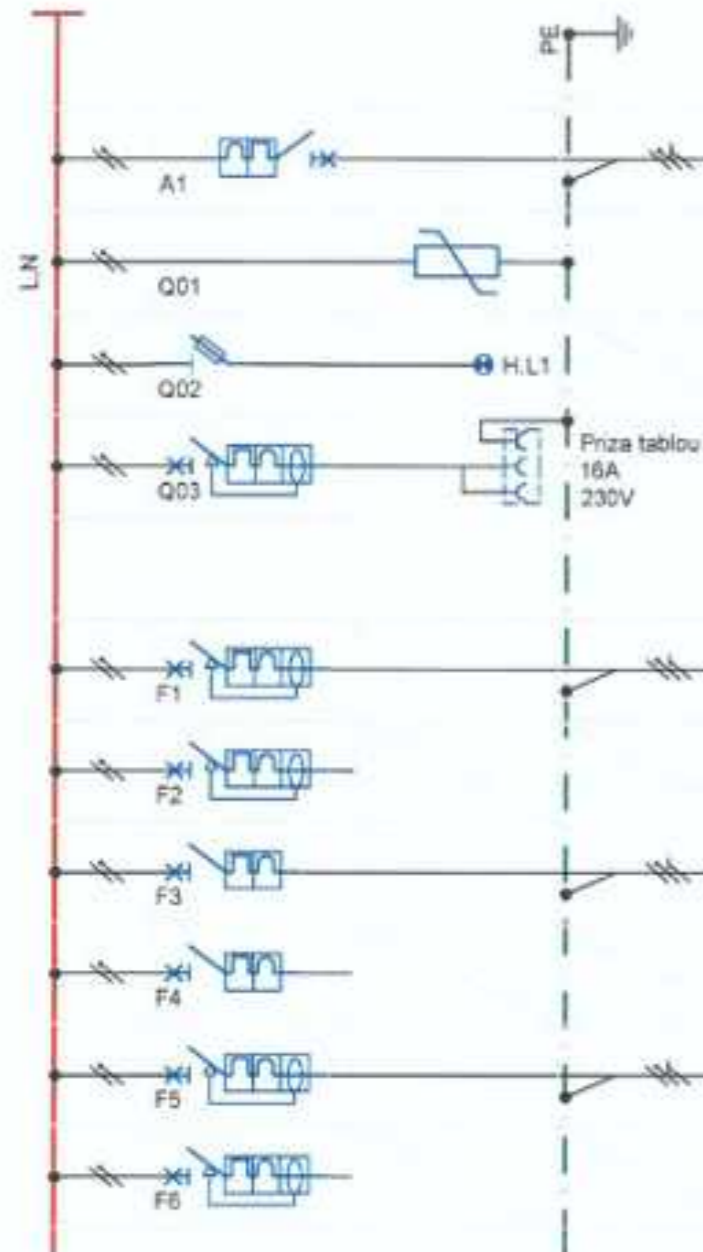 PE
A1
L.N
Q01
Q02
H.L1
Priza tablou
16A
230V
Q03
F1
F2
F3
F4
F5
F6